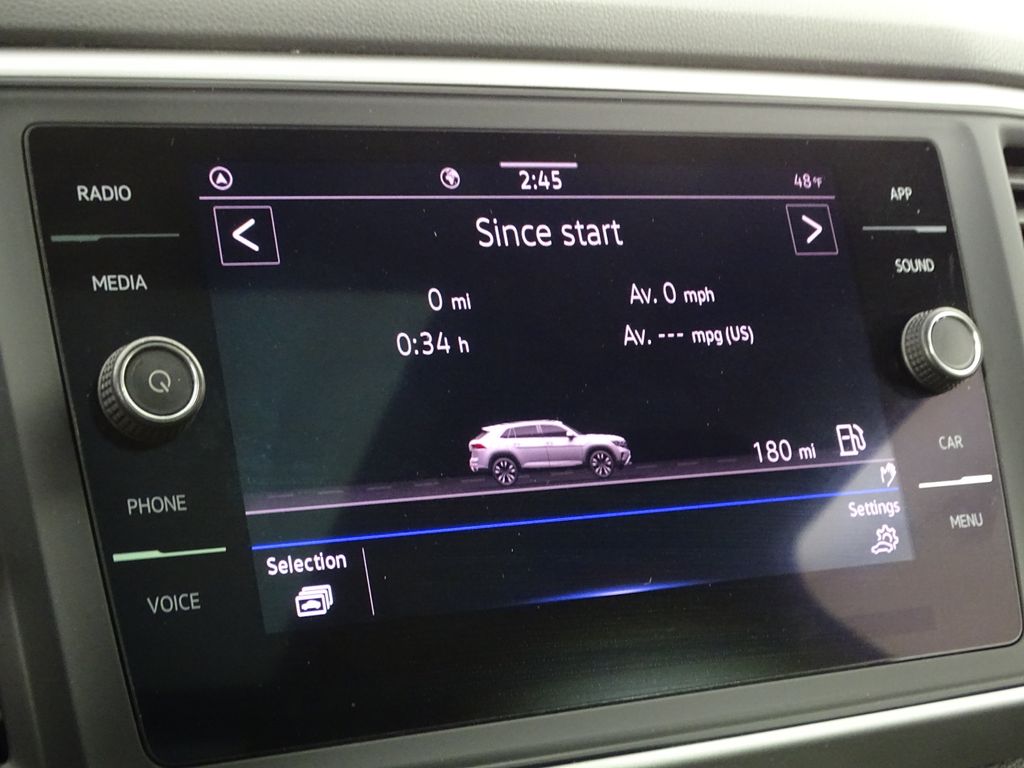 RADIO
MEDIA
PHONE
VOICE
2:45
48°F
<
Since start
>
0 mi
Av. 0 mph
0:34 h
Av. --- mpg (US)
180 mi
Settings
Selection
APP
SOUND
CAR
MENU